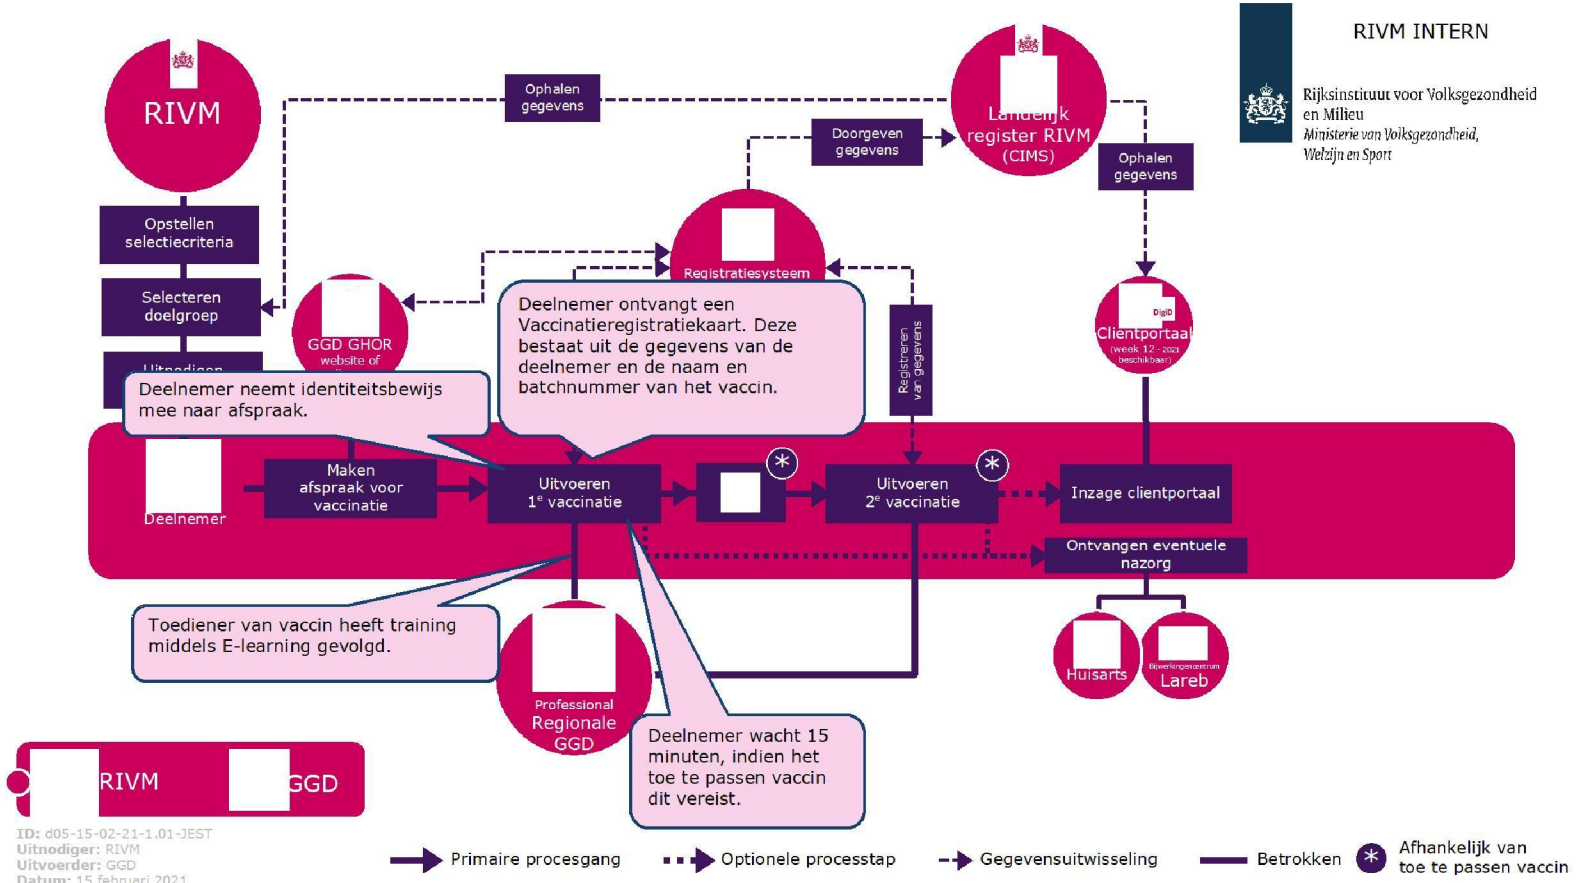 RIVM INTERN
Rijksinstituut voor Volksgezondheid
en Milieu
Ministerie van Volksgezondheid,
Welzijn en Sport
RIVM
Ophalen
gegevens
Landelijk
register RIVM
(CIMS)
Doorgeven
gegevens
Ophalen
gegevens
Opstellen
selectiecriteria
Selecteren
doelgroep
Uitnodigen
GGD GHOR
website of
Registratiesysteem
Registreren
van gegevens
DigiD
Clientportaal
(week 12 - 2021
beschikbaar)
Deelnemer ontvangt een
Vaccinatieregistratiekaart. Deze
bestaat uit de gegevens van de
deelnemer en de naam en
batchnummer van het vaccin.
Deelnemer neemt identiteitsbewijs
mee naar afspraak.
Deelnemer
Maken
afspraak voor
vaccinatie
Uitvoeren
1e vaccinatie
*
Uitvoeren
2e vaccinatie
*
Inzage clientportaal
Ontvangen eventuele
nazorg
Toediener van vaccin heeft training
middels E-learning gevolgd.
Professional
Regionale
GGD
Deelnemer wacht 15
minuten, indien het
toe te passen vaccin
dit vereist.
Huisarts
Bijwerkingencentrum
Lareb
RIVM
GGD
ID: d05-15-02-21-1.01-JEST
Uitnodiger: RIVM
Uitvoerder: GGD
Datum: 15 februari 2021
Primaire procesgang
Optionele processtap
Gegevensuitwisseling
Betrokken
*
Afhankelijk van
toe te passen vaccin